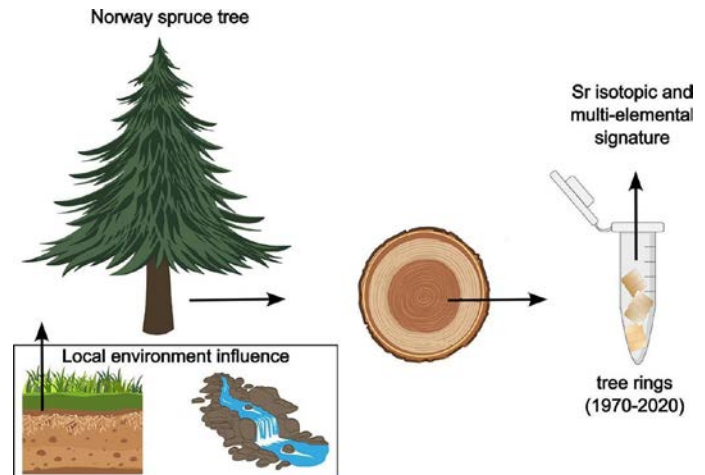 Norway spruce tree
Sr isotopic and
multi-elemental
signature
Local environment influence
tree rings
(1970-2020)